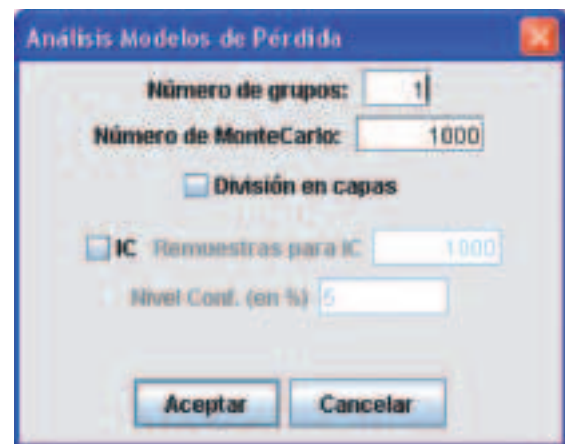 Análisis Modelos de Pérdida
Número de grupos: 1
Número de MonteCarlo: 1000
División en capas
IC Remuestras para IC 1000
Nivel Conf. (en %) 5
Aceptar Cancelar